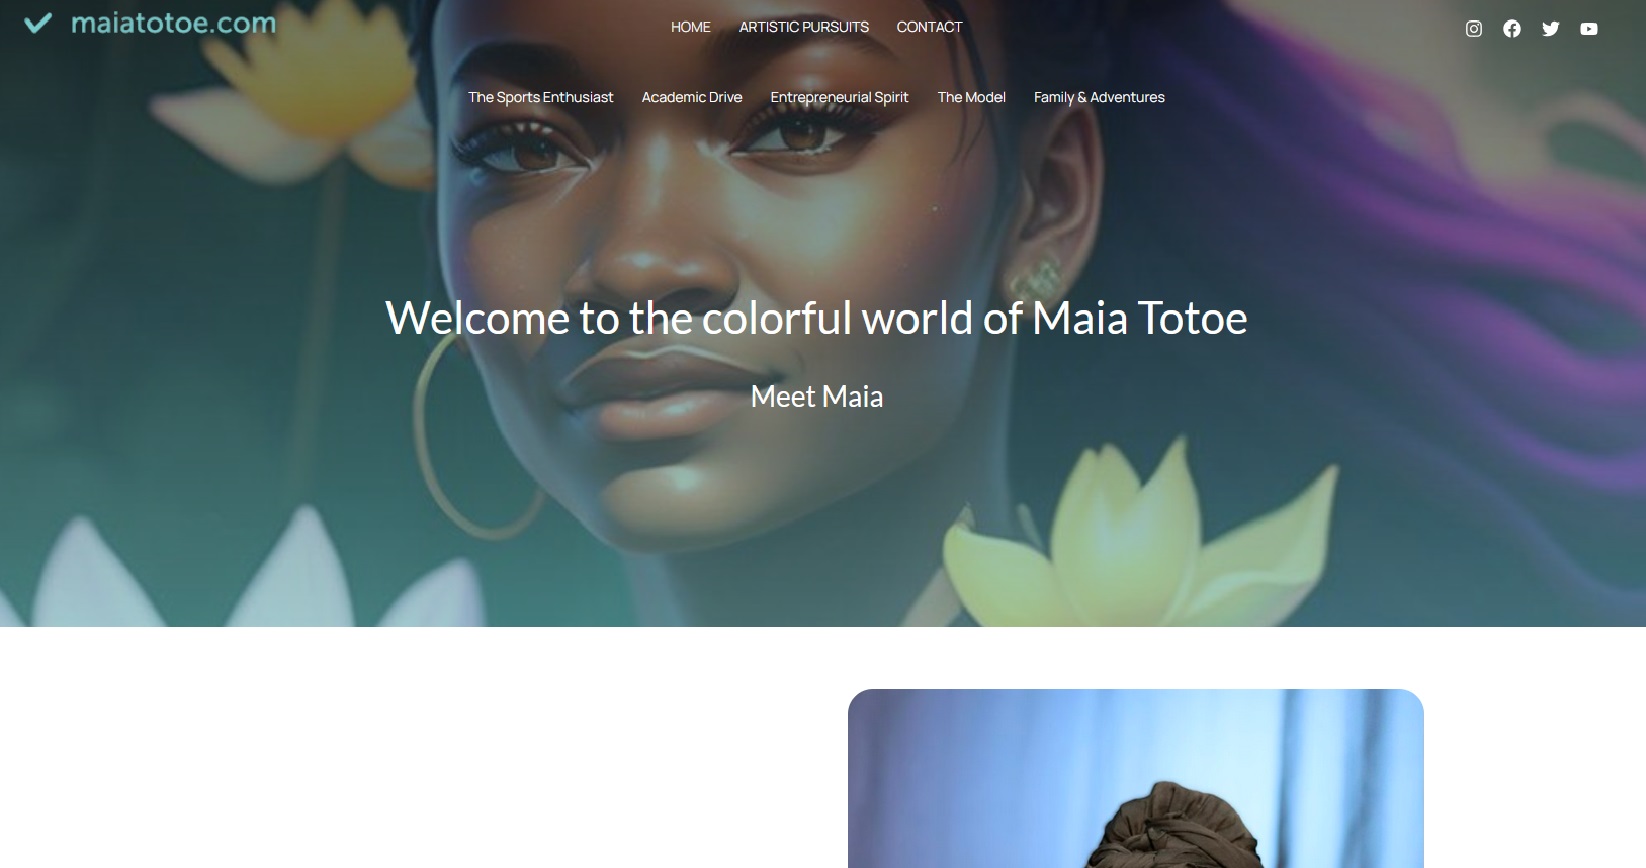 maiatotoe.com
HOME ARTISTIC PURSUITS CONTACT
The Sports Enthusiast Academic Drive Entrepreneurial Spirit The Model Family & Adventures
Welcome to the colorful world of Maia Totoe
Meet Maia